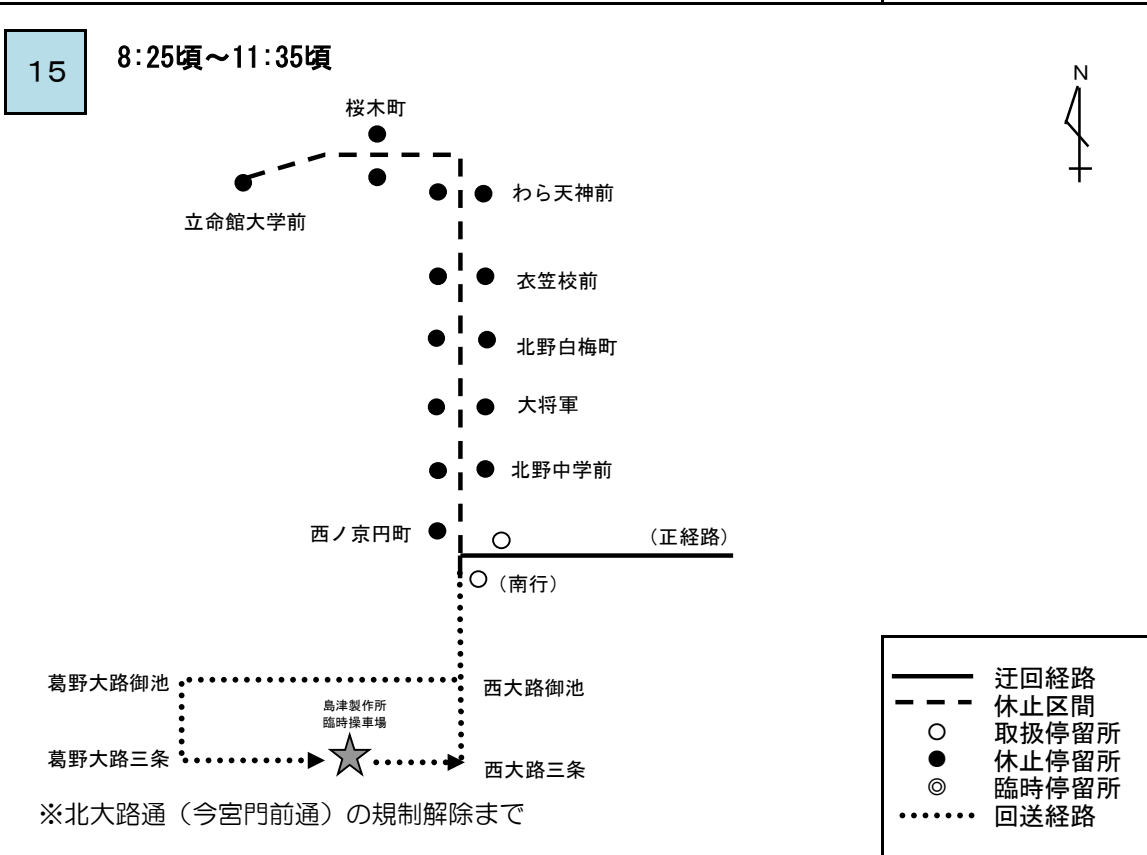 15
8:25頃～11:35頃
N
桜木町
わら天神前
立命館大学前
衣笠校前
北野白梅町
大将軍
北野中学前
西ノ京円町
（正経路）
（南行）
葛野大路御池
西大路御池
島津製作所
臨時操車場
葛野大路三条
西大路三条
※北大路通（今宮門前通）の規制解除まで
迂回経路
休止区間
取扱停留所
休止停留所
臨時停留所
回送経路